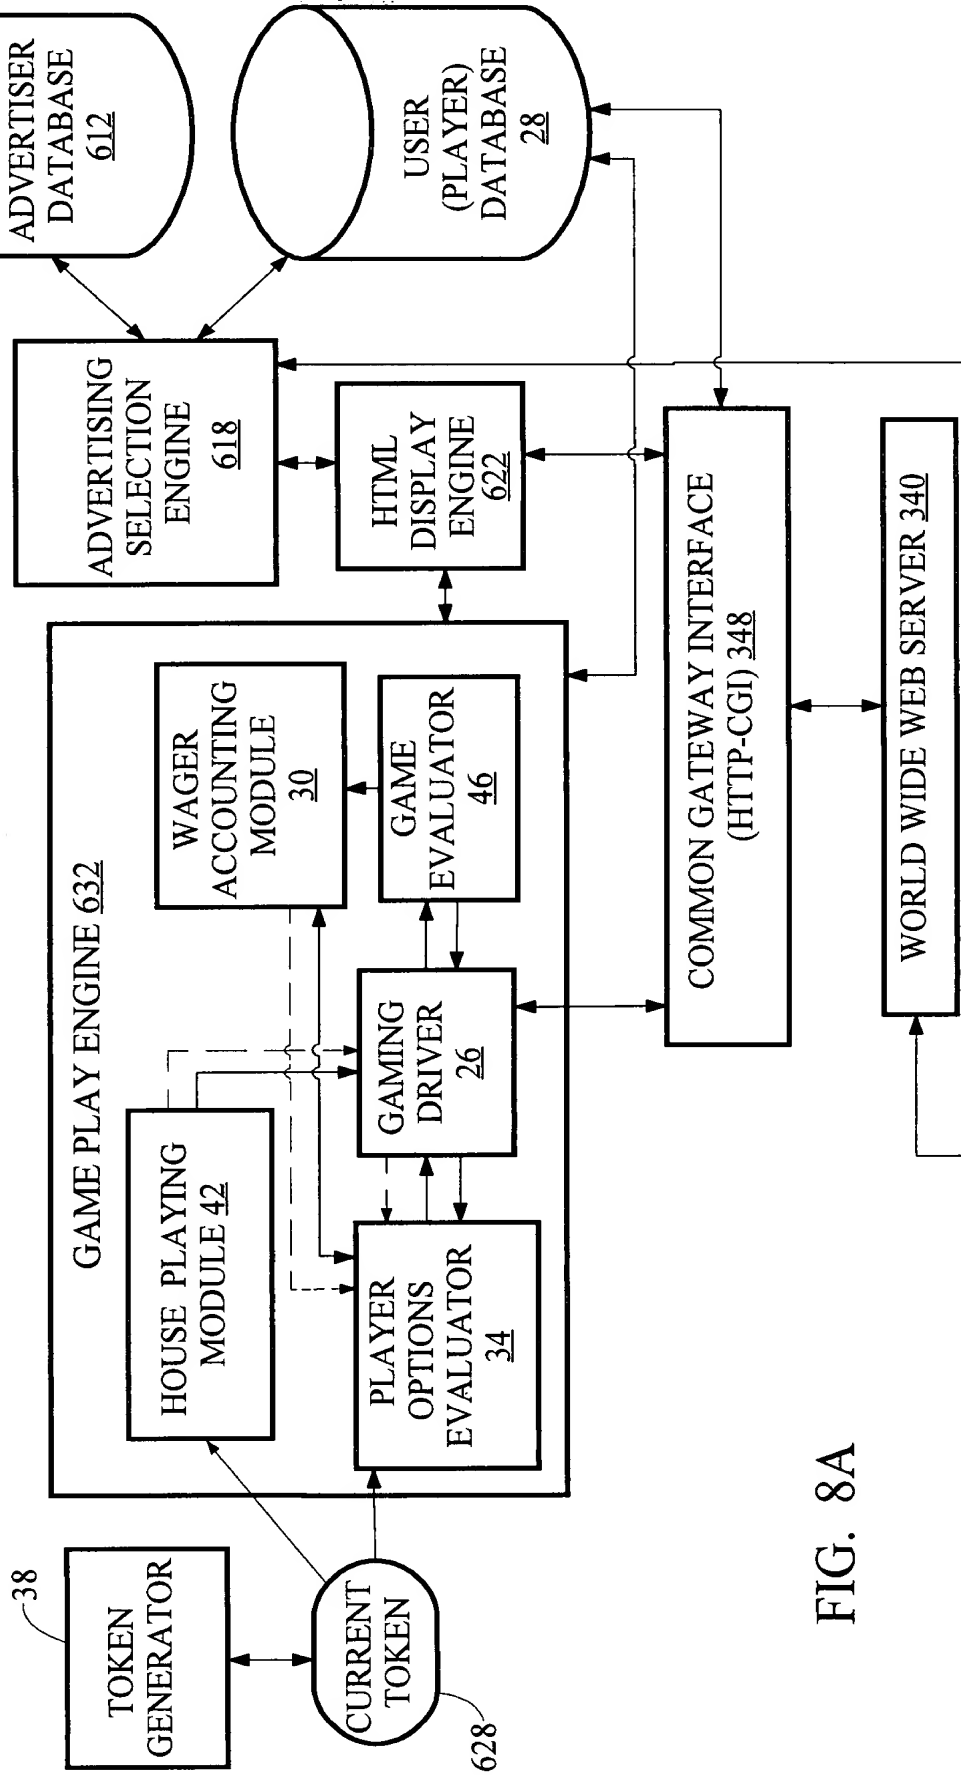 38
TOKEN
GENERATOR
CURRENT
TOKEN
628
GAME PLAY ENGINE 632
HOUSE PLAYING
MODULE 42
PLAYER
OPTIONS
EVALUATOR
34
GAMING
DRIVER
26
WAGER
ACCOUNTING
MODULE
30
GAME
EVALUATOR
46
ADVERTISING
SELECTION
ENGINE
618
HTML
DISPLAY
ENGINE
622
ADVERTISER
DATABASE
612
USER
(PLAYER)
DATABASE
28
COMMON GATEWAY INTERFACE
(HTTP-CGI) 348
WORLD WIDE WEB SERVER 340
FIG. 8A